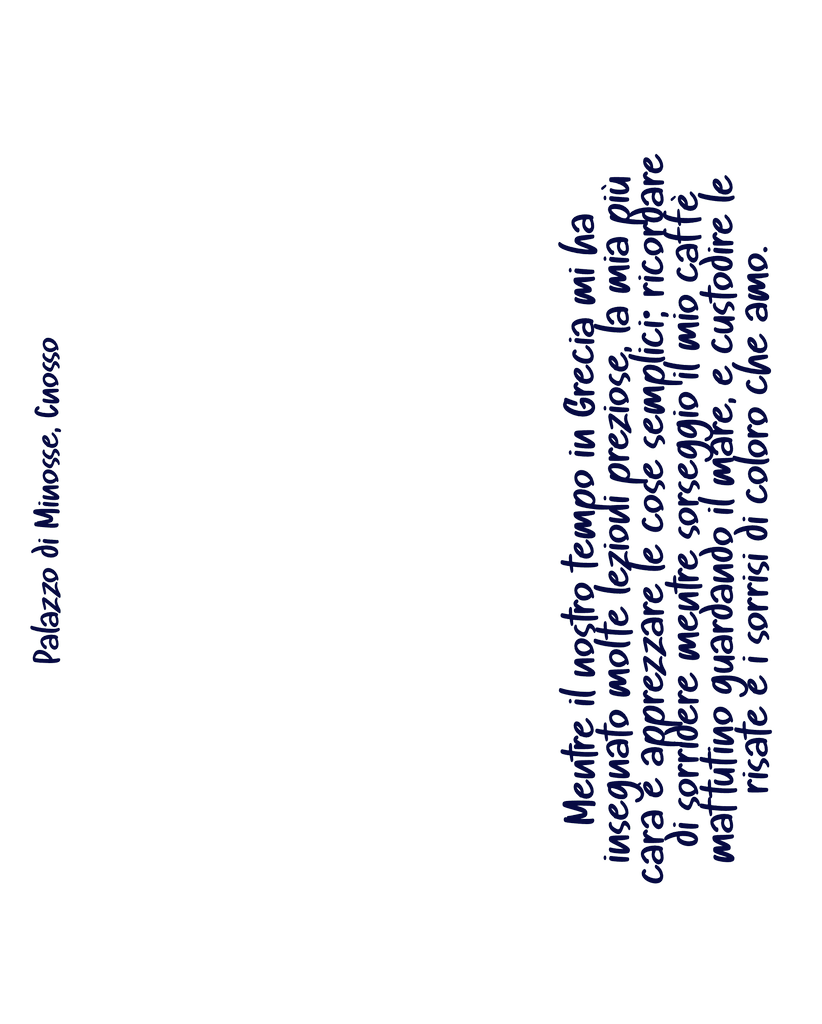 Palazzo di Minosse, Cnosso
Mentre il nostro tempo in Grecia mi ha
insegnato molte lezioni preziose, la mia più
cara è apprezzare le cose semplici; ricordare
di sorridere mentre sorseggio il mio caffè
mattutino guardando il mare, e custodire le
risate e i sorrisi di coloro che amo.